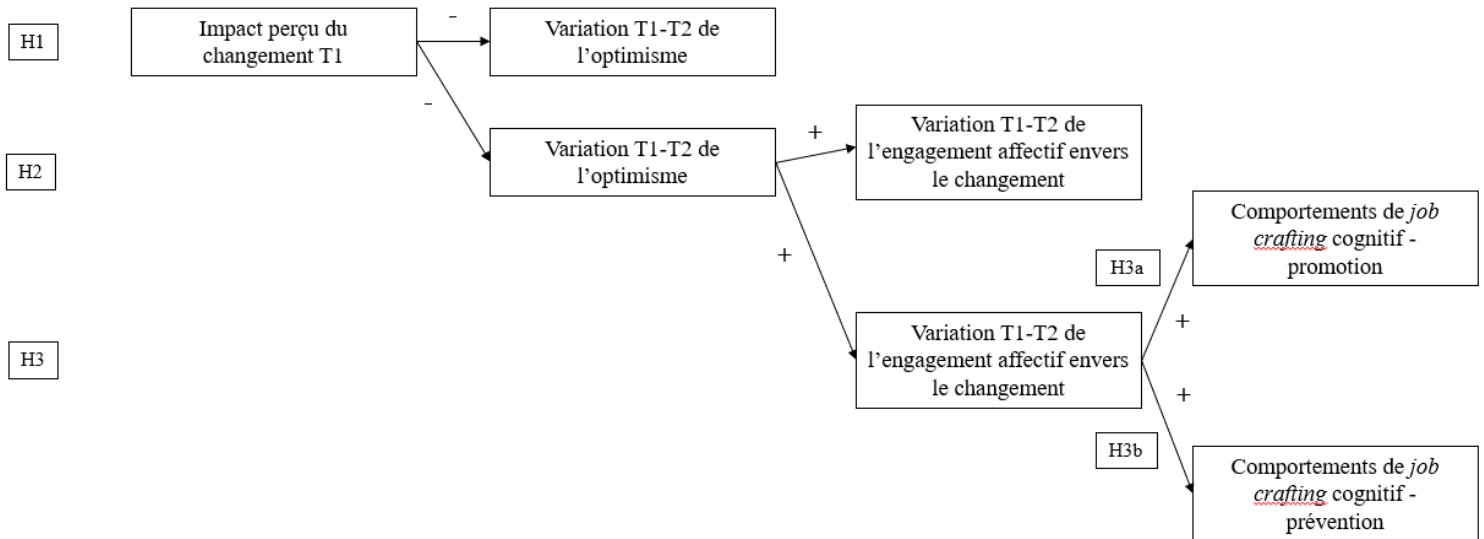 H1
Impact perçu du
changement T1
-
Variation T1-T2 de
l’optimisme
-
H2
Variation T1-T2 de
l’optimisme
+
Variation T1-T2 de
l’engagement affectif envers
le changement
+
H3
Variation T1-T2 de
l’engagement affectif envers
le changement
H3a
+
Comportements de job
crafting cognitif -
promotion
H3b
+
Comportements de job
crafting cognitif -
prévention